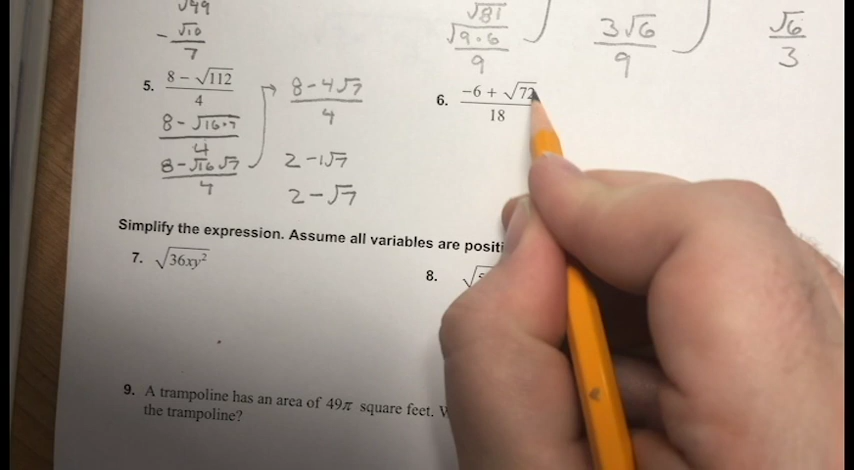 √49
- √10 / 7
√81
√9·6 / 9
3√6 / 9
√6 / 3
5. 8 − √112 / 4
8 - √16·7 / 4
8-√16 √7 / 4
8-4√7 / 4
2-1√7
2-√7
6. −6 + √72 / 18
Simplify the expression. Assume all variables are positi
7. √36xy²
8. √
9. A trampoline has an area of 49π square feet.
the trampoline?